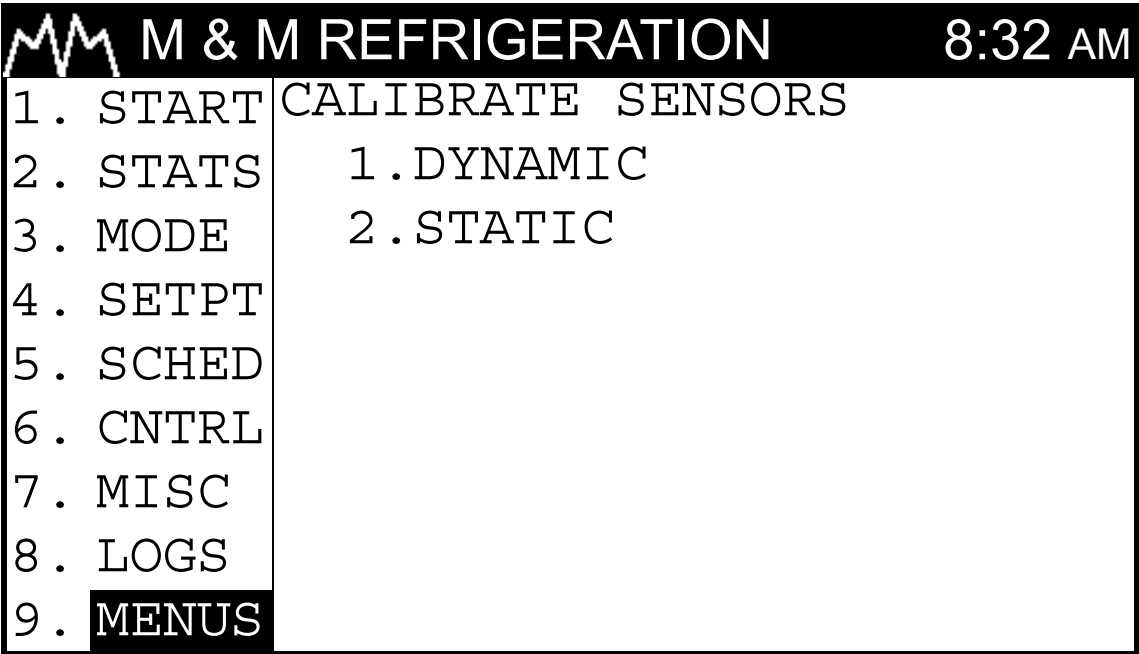 M & M REFRIGERATION 8:32 AM
1. START
2. STATS
3. MODE
4. SETPT
5. SCHED
6. CNTRL
7. MISC
8. LOGS
9. MENUS
CALIBRATE SENSORS
1.DYNAMIC
2.STATIC